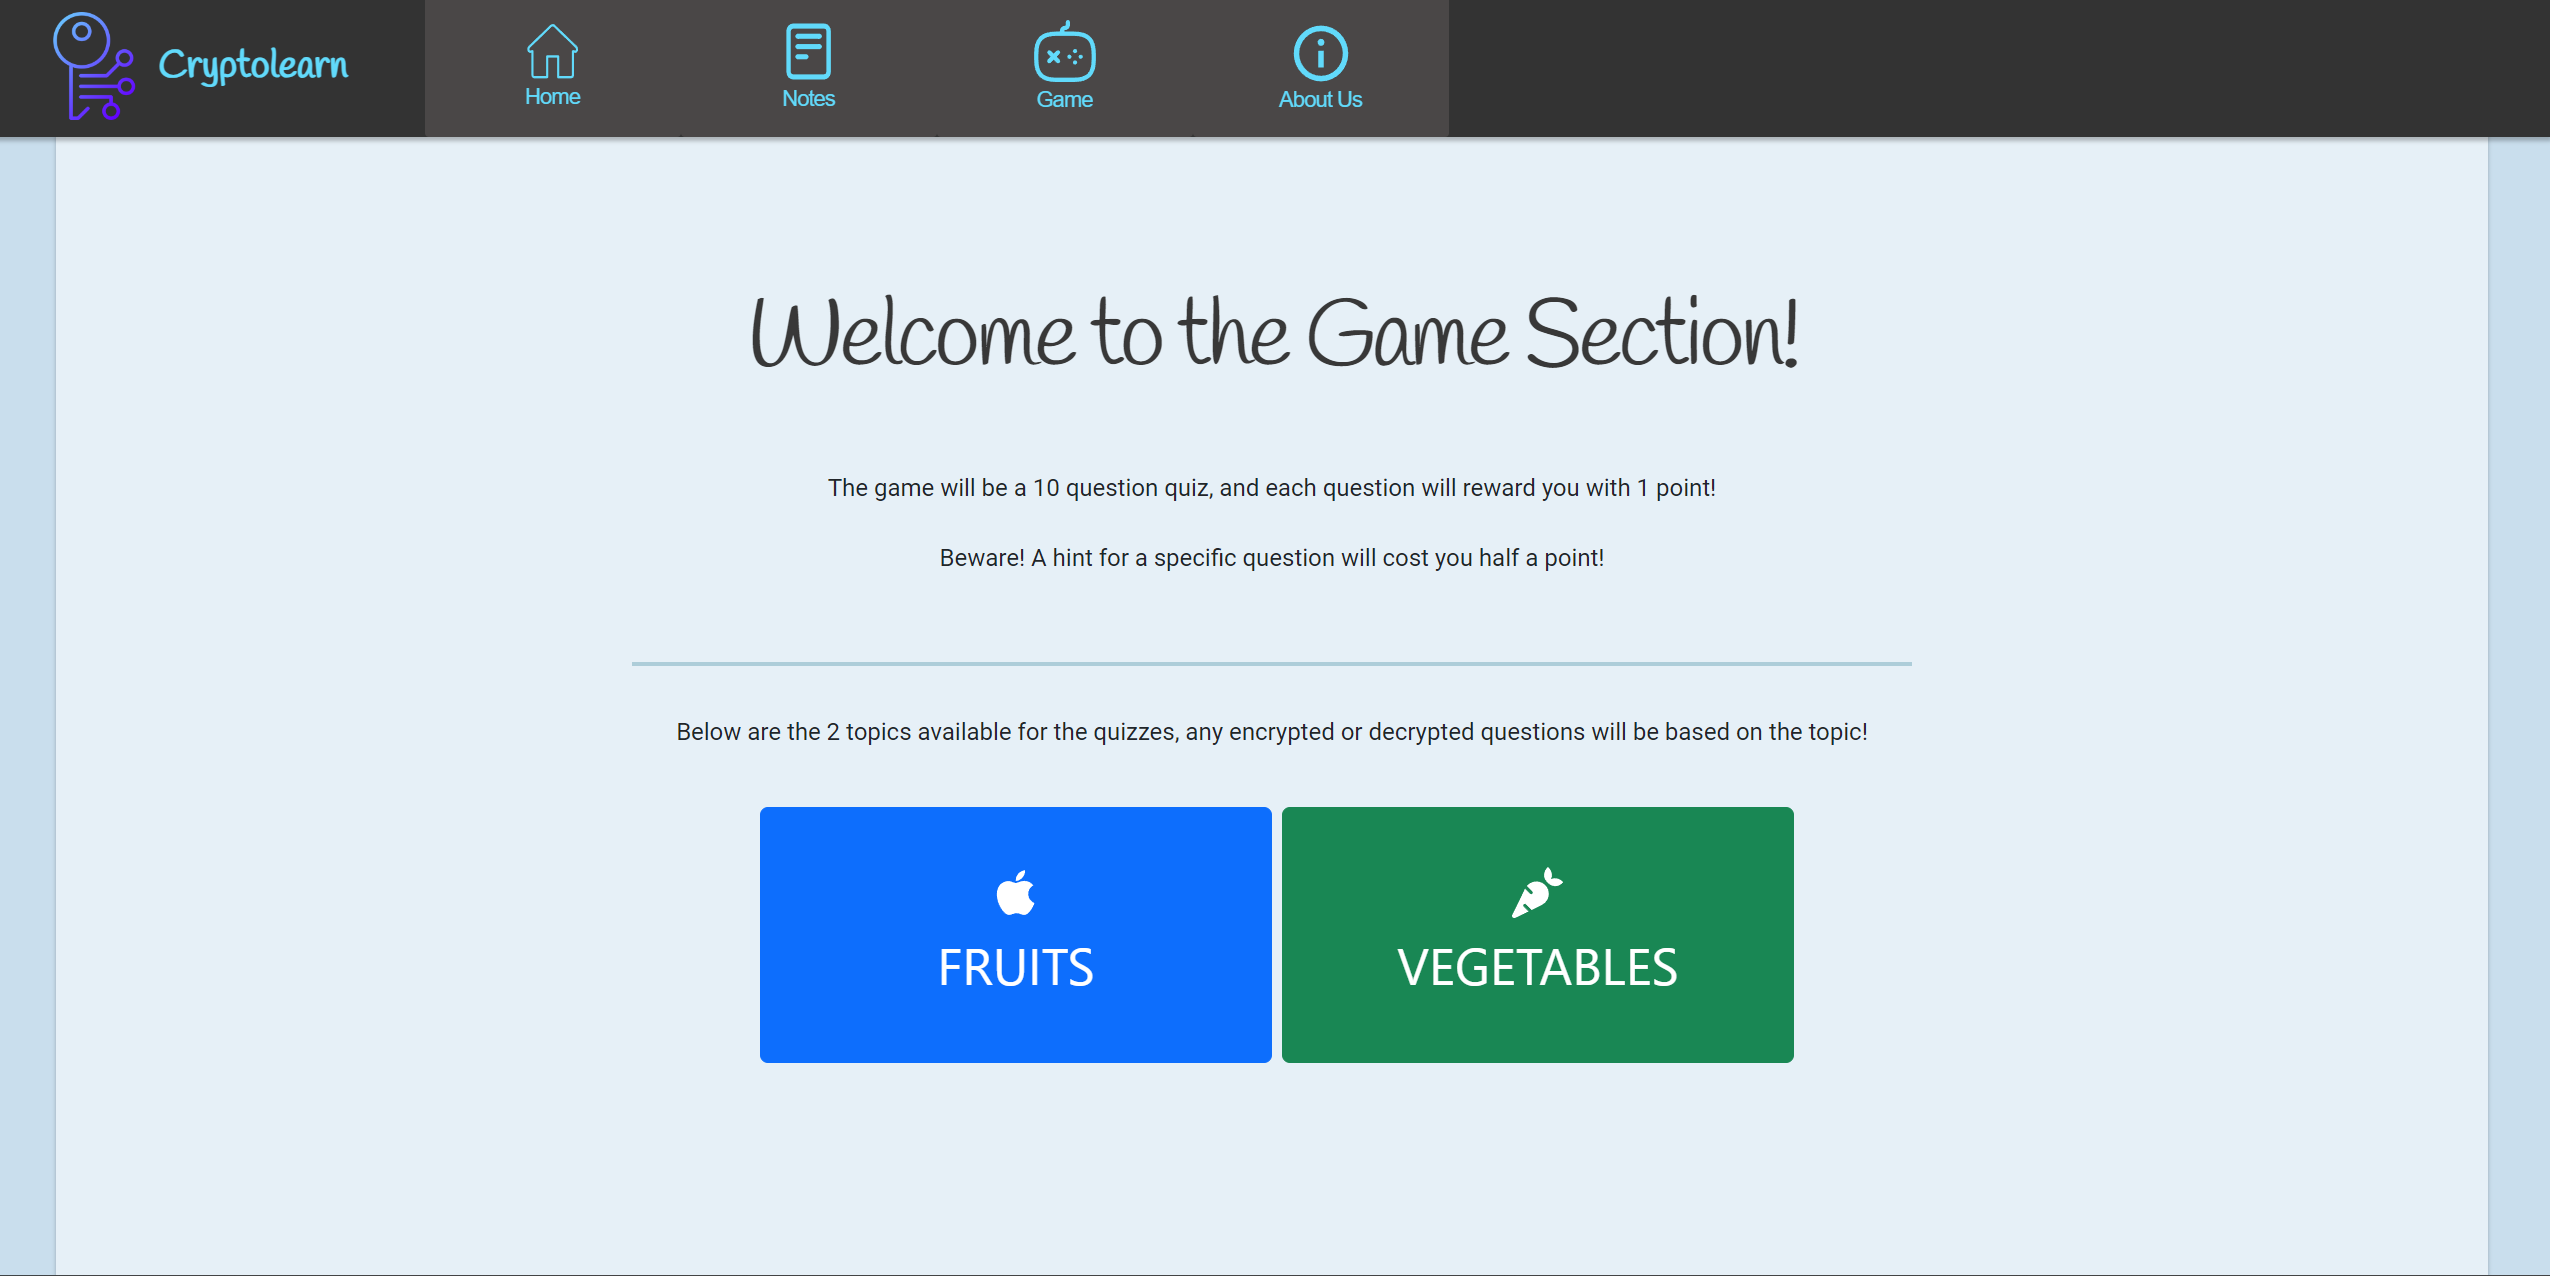 Cryptolearn
Home
Notes
Game
About Us
Welcome to the Game Section!
The game will be a 10 question quiz, and each question will reward you with 1 point!
Beware! A hint for a specific question will cost you half a point!
Below are the 2 topics available for the quizzes, any encrypted or decrypted questions will be based on the topic!
FRUITS
VEGETABLES